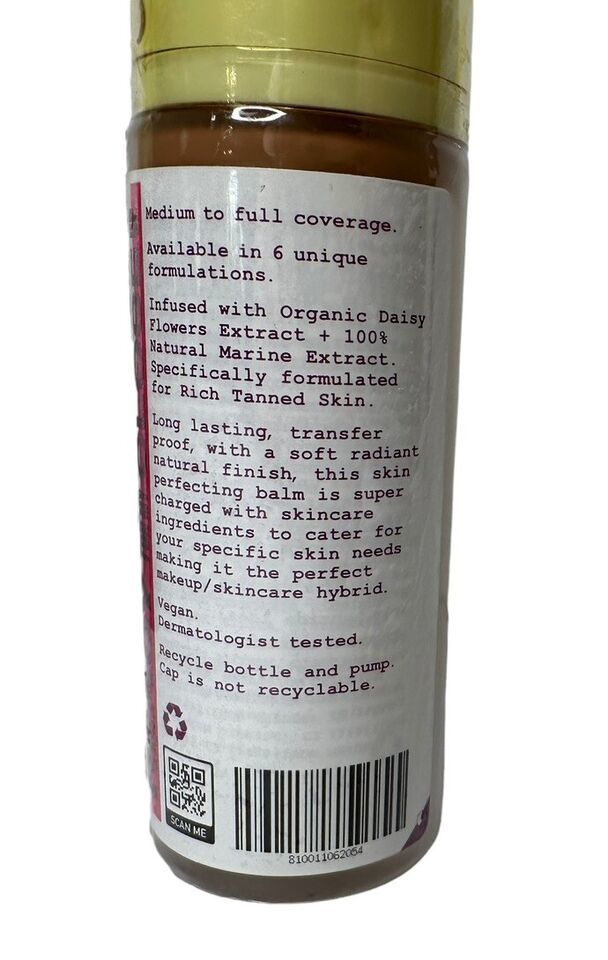 Medium to full coverage.
Available in 6 unique
formulations.
Infused with Organic Daisy
Flowers Extract + 100%
Natural Marine Extract.
Specifically formulated
for Rich Tanned Skin.
Long lasting, transfer
proof, with a soft radiant
natural finish, this skin
perfecting balm is super
charged with skincare
ingredients to cater for
your specific skin needs
making it the perfect
makeup/skincare hybrid.
Vegan.
Dermatologist tested.
Recycle bottle and pump.
Cap is not recyclable.
SCAN ME
810011062054